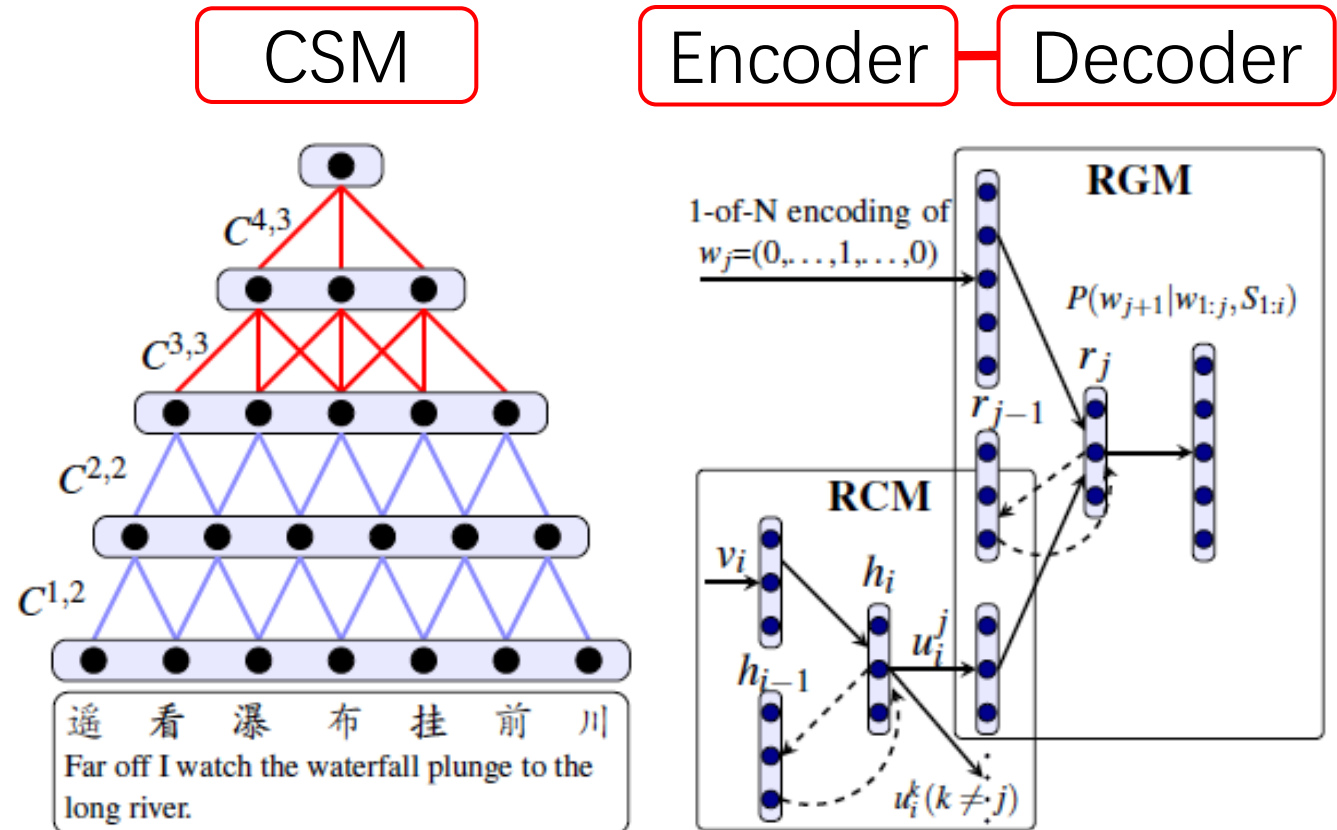 CSM
Encoder
Decoder
C^{4,3}
C^{3,3}
C^{2,2}
C^{1,2}
遥 看 瀑 布 挂 前 川
Far off I watch the waterfall plunge to the
long river.
RGM
1-of-N encoding of
w_j=(0,...,1,...,0)
P(w_{j+1}|w_{1:j},S_{1:i})
r_j
r_{j-1}
RCM
v_i
h_i
u_i^j
h_{i-1}
u_i^k(k ≠ j)